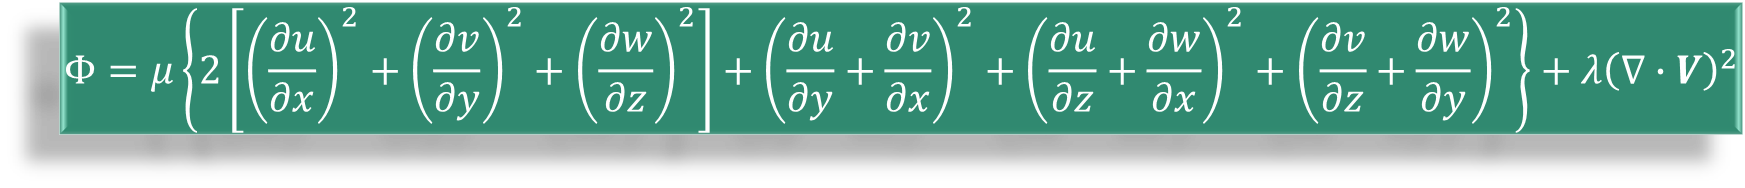 Φ = μ{2[(∂u/∂x)² + (∂v/∂y)² + (∂w/∂z)²] + (∂u/∂y + ∂v/∂x)² + (∂u/∂z + ∂w/∂x)² + (∂v/∂z + ∂w/∂y)²} + λ(∇ · V)²